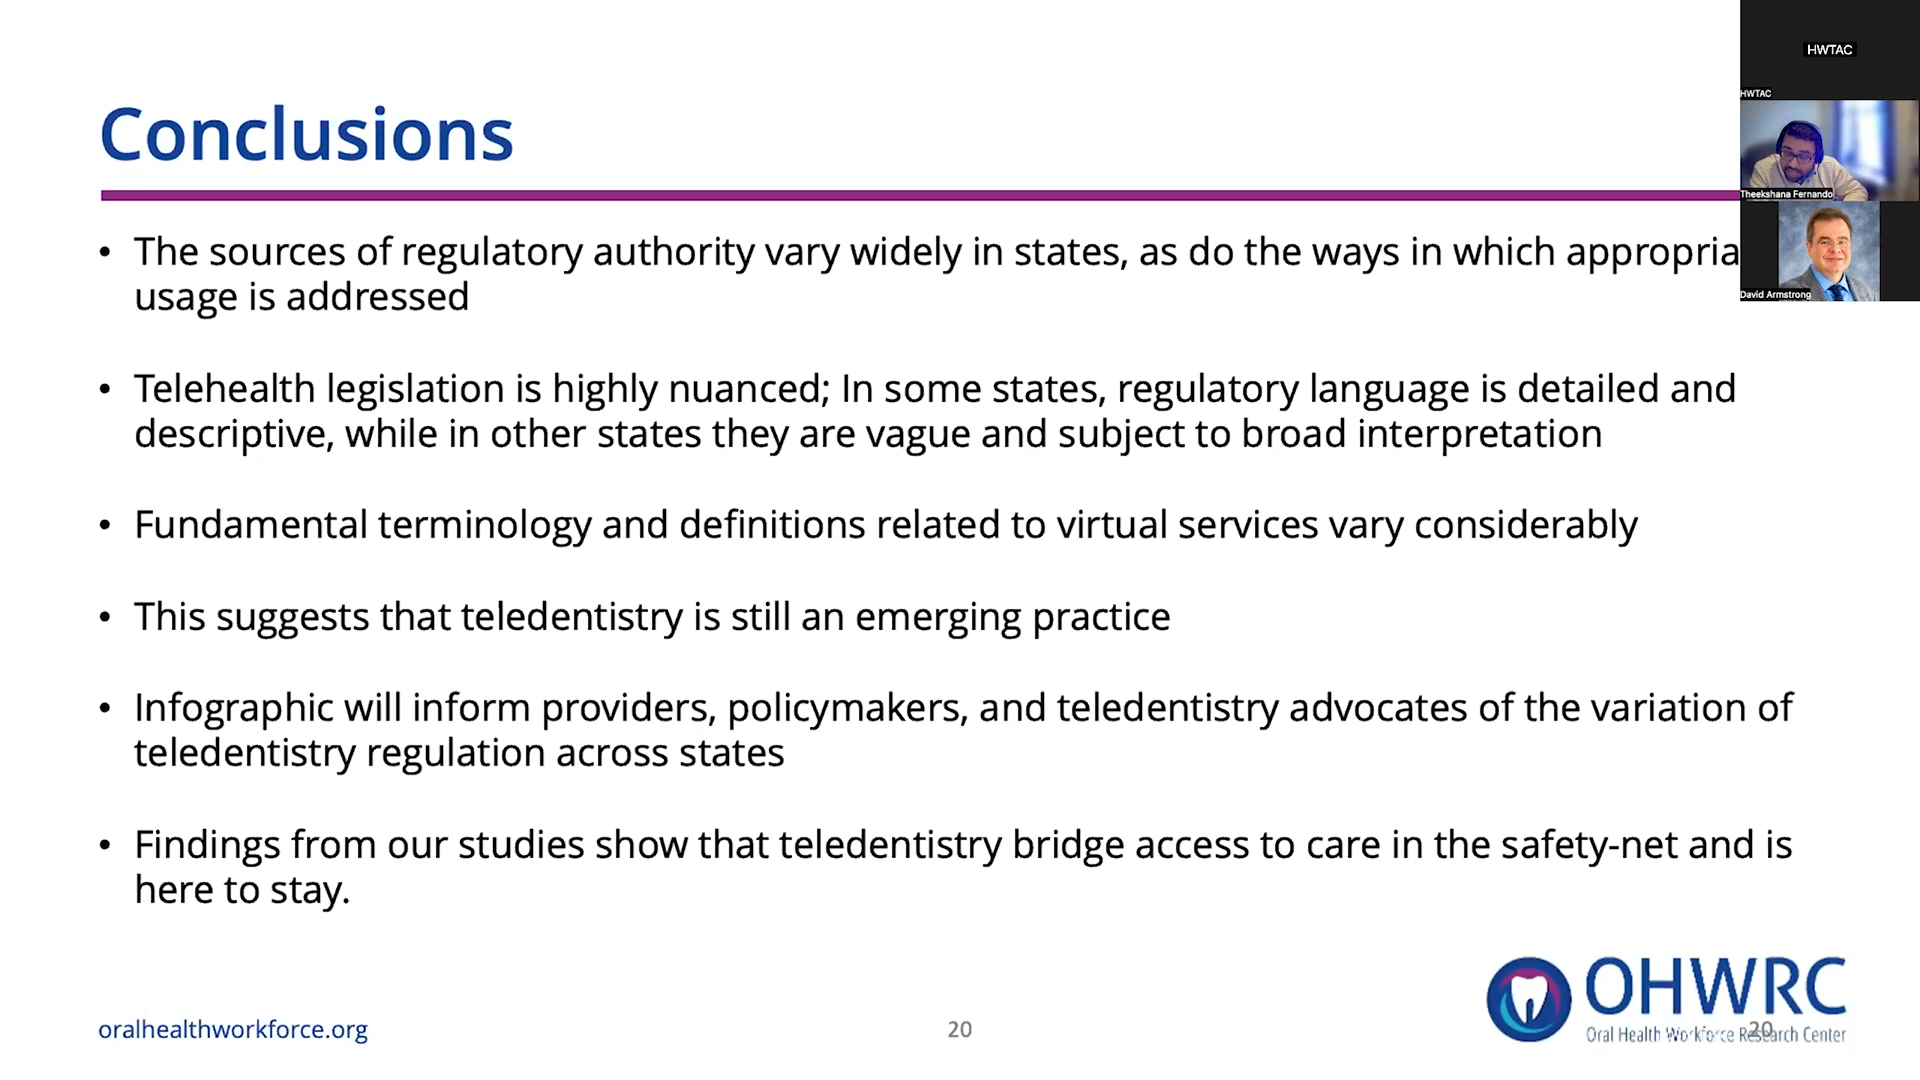 HWTAC
HWTAC
Theekshana Fernando
David Armstrong
Conclusions
• The sources of regulatory authority vary widely in states, as do the ways in which appropria
usage is addressed
• Telehealth legislation is highly nuanced; In some states, regulatory language is detailed and
descriptive, while in other states they are vague and subject to broad interpretation
• Fundamental terminology and definitions related to virtual services vary considerably
• This suggests that teledentistry is still an emerging practice
• Infographic will inform providers, policymakers, and teledentistry advocates of the variation of
teledentistry regulation across states
• Findings from our studies show that teledentistry bridge access to care in the safety-net and is
here to stay.
oralhealthworkforce.org
20
OHWRC
Oral Health Workforce Research Center
20